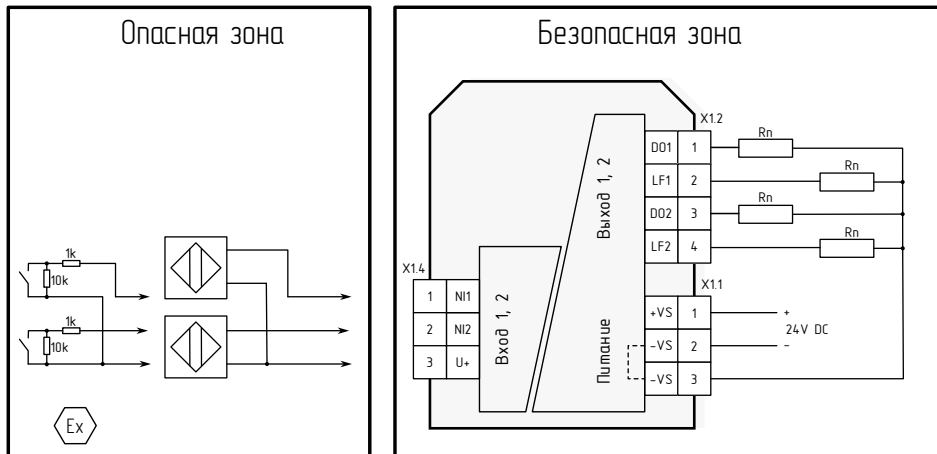 Опасная зона
1k
10k
1k
10k
Ex
Безопасная зона
X1.2
DO1 1 Rn
LF1 2 Rn
DO2 3 Rn
LF2 4 Rn
Выход 1, 2
X1.4
1 NI1
2 NI2
3 U+
Вход 1, 2
Питание
X1.1
+VS 1 +
24V DC
-VS 2 -
-VS 3